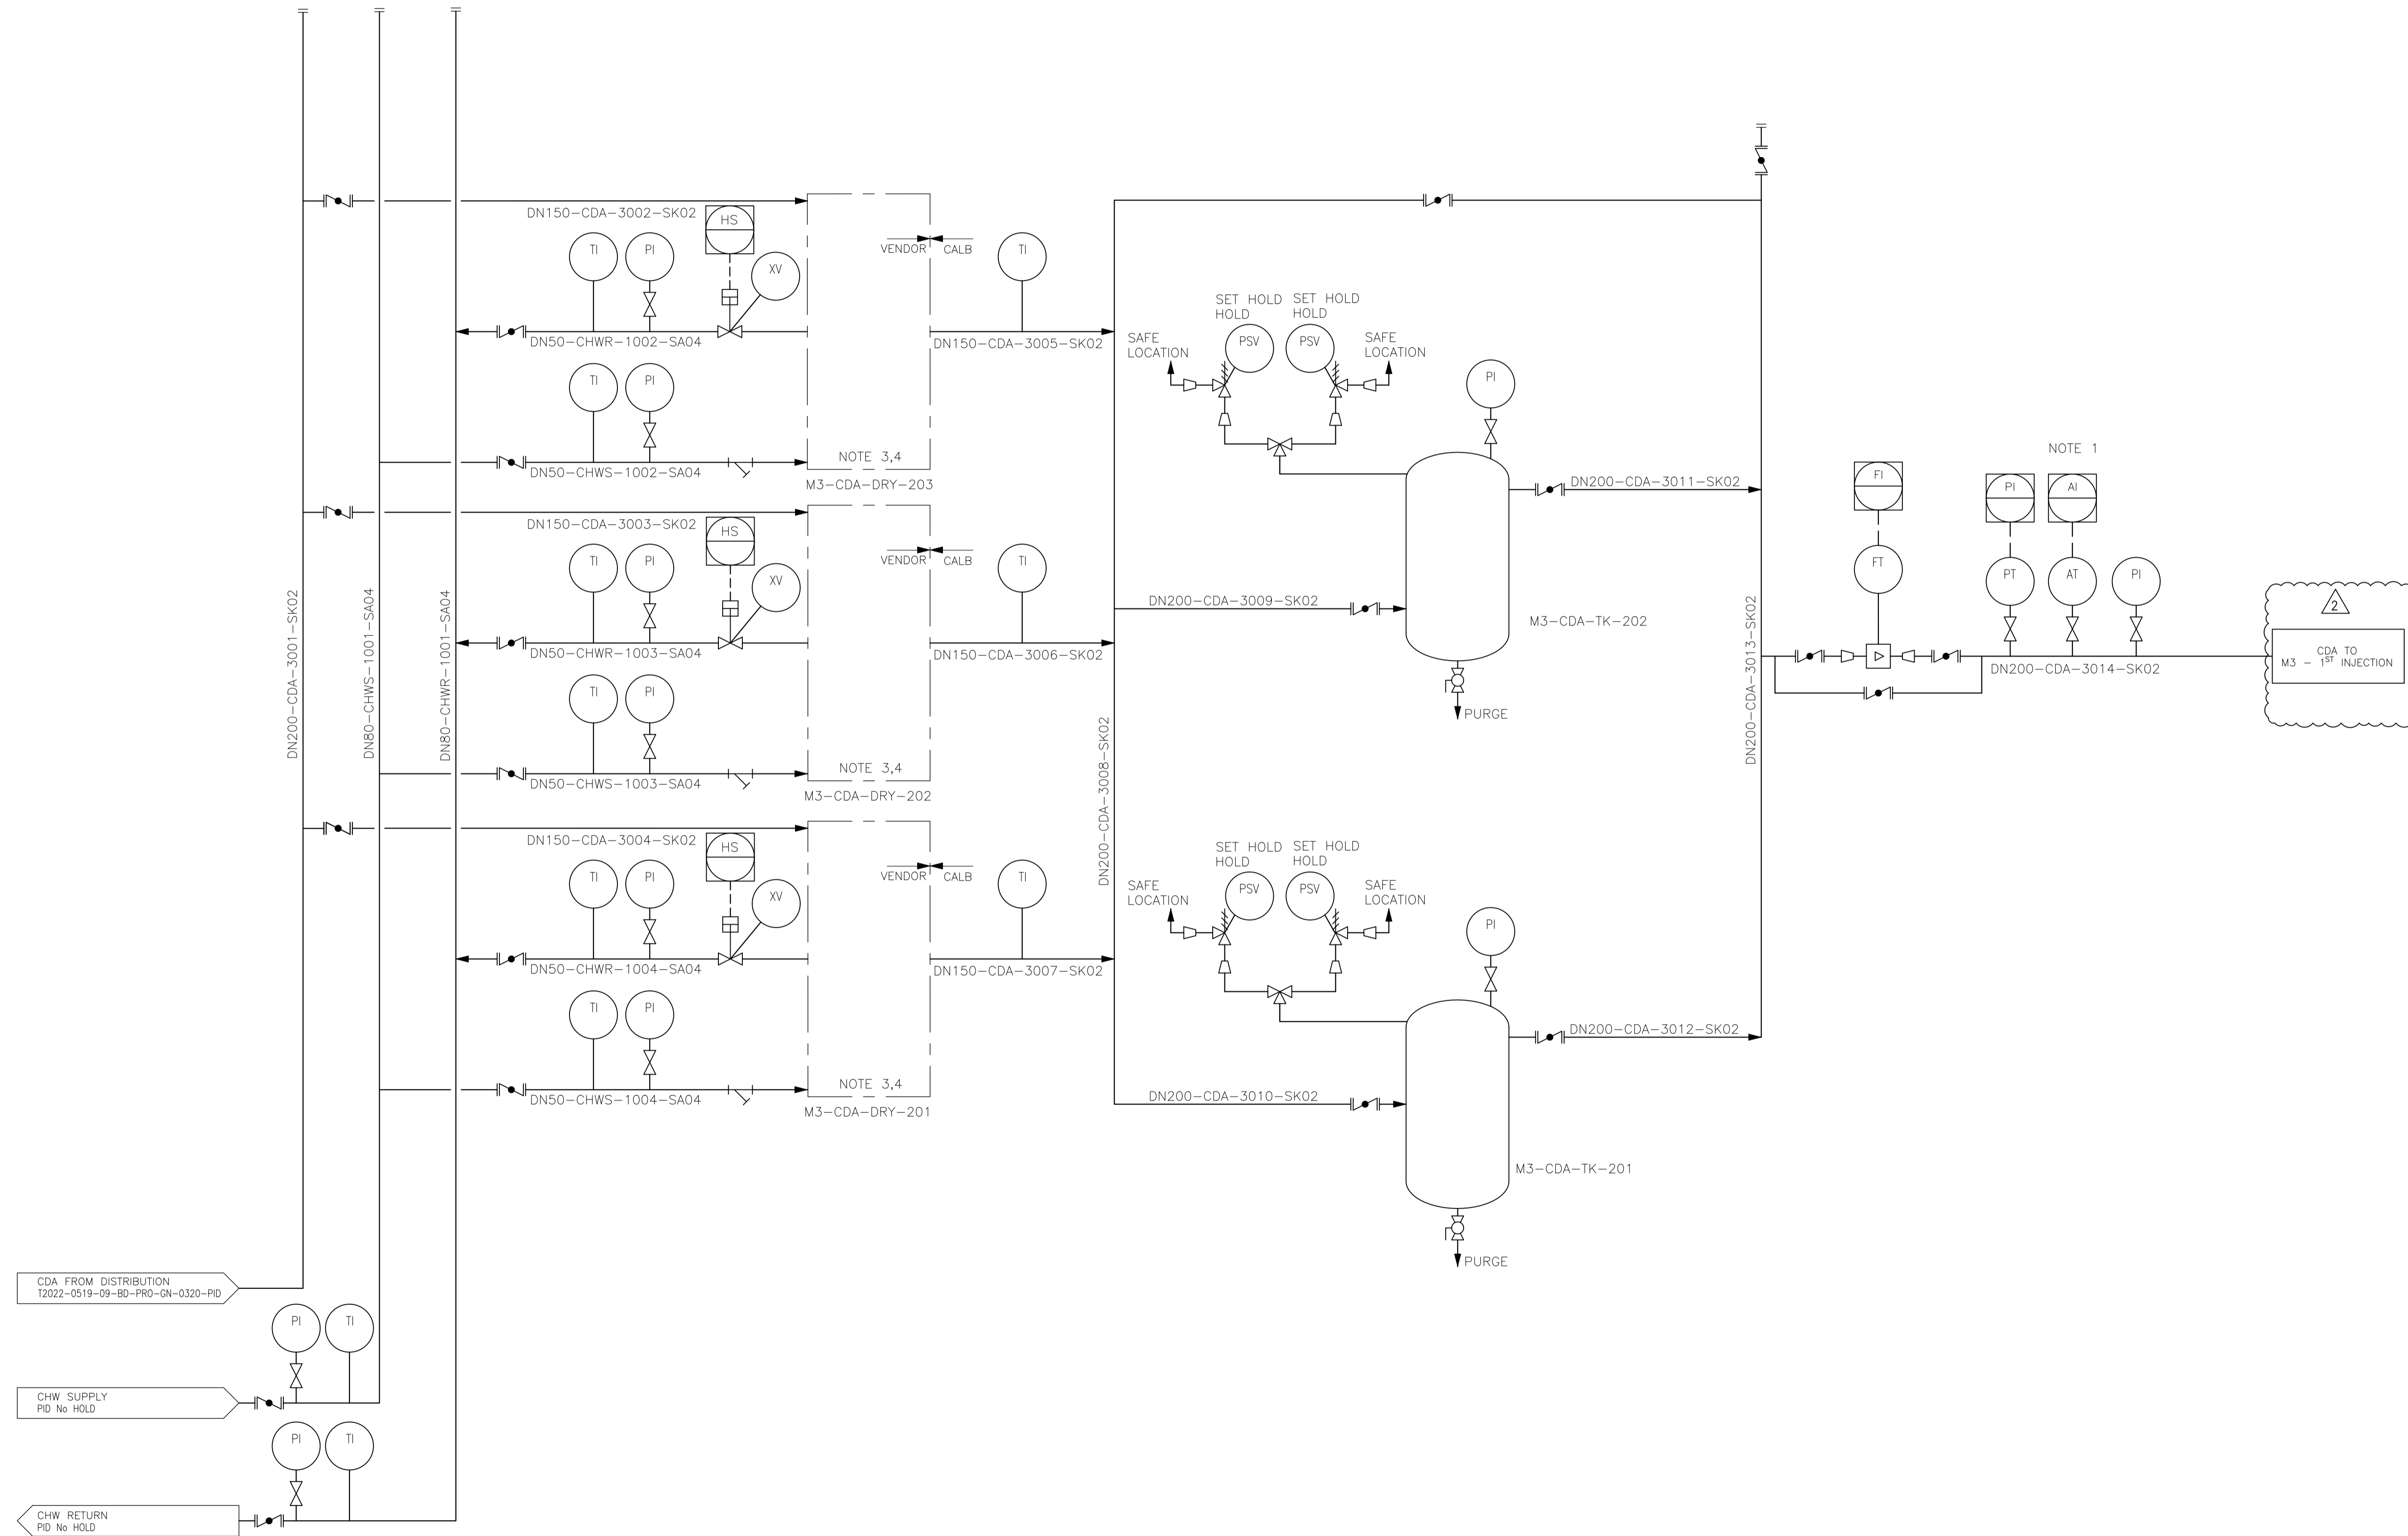 DN150-CDA-3002-SK02
HS
TI
PI
XV
VENDOR
CALB
TI
DN50-CHWR-1002-SA04
DN150-CDA-3005-SK02
TI
PI
NOTE 3,4
DN50-CHWS-1002-SA04
M3-CDA-DRY-203
DN150-CDA-3003-SK02
HS
TI
PI
XV
VENDOR
CALB
TI
DN50-CHWR-1003-SA04
DN150-CDA-3006-SK02
TI
PI
NOTE 3,4
DN50-CHWS-1003-SA04
M3-CDA-DRY-202
DN150-CDA-3004-SK02
HS
TI
PI
XV
VENDOR
CALB
TI
DN50-CHWR-1004-SA04
DN150-CDA-3007-SK02
TI
PI
NOTE 3,4
DN50-CHWS-1004-SA04
M3-CDA-DRY-201
DN200-CDA-3001-SK02
DN80-CHWS-1001-SA04
DN80-CHWR-1001-SA04
DN200-CDA-3008-SK02
SET HOLD
HOLD
SET HOLD
HOLD
SAFE
LOCATION
PSV
PSV
SAFE
LOCATION
PI
DN200-CDA-3011-SK02
DN200-CDA-3009-SK02
M3-CDA-TK-202
PURGE
SET HOLD
HOLD
SET HOLD
HOLD
SAFE
LOCATION
PSV
PSV
SAFE
LOCATION
PI
DN200-CDA-3012-SK02
DN200-CDA-3010-SK02
M3-CDA-TK-201
PURGE
DN200-CDA-3013-SK02
NOTE 1
FI
PI
AI
FT
PT
AT
PI
DN200-CDA-3014-SK02
2
CDA TO
M3 - 1ST INJECTION
CDA FROM DISTRIBUTION
T2022-0519-09-BD-PRO-GN-0320-PID
PI
TI
CHW SUPPLY
PID No HOLD
PI
TI
CHW RETURN
PID No HOLD